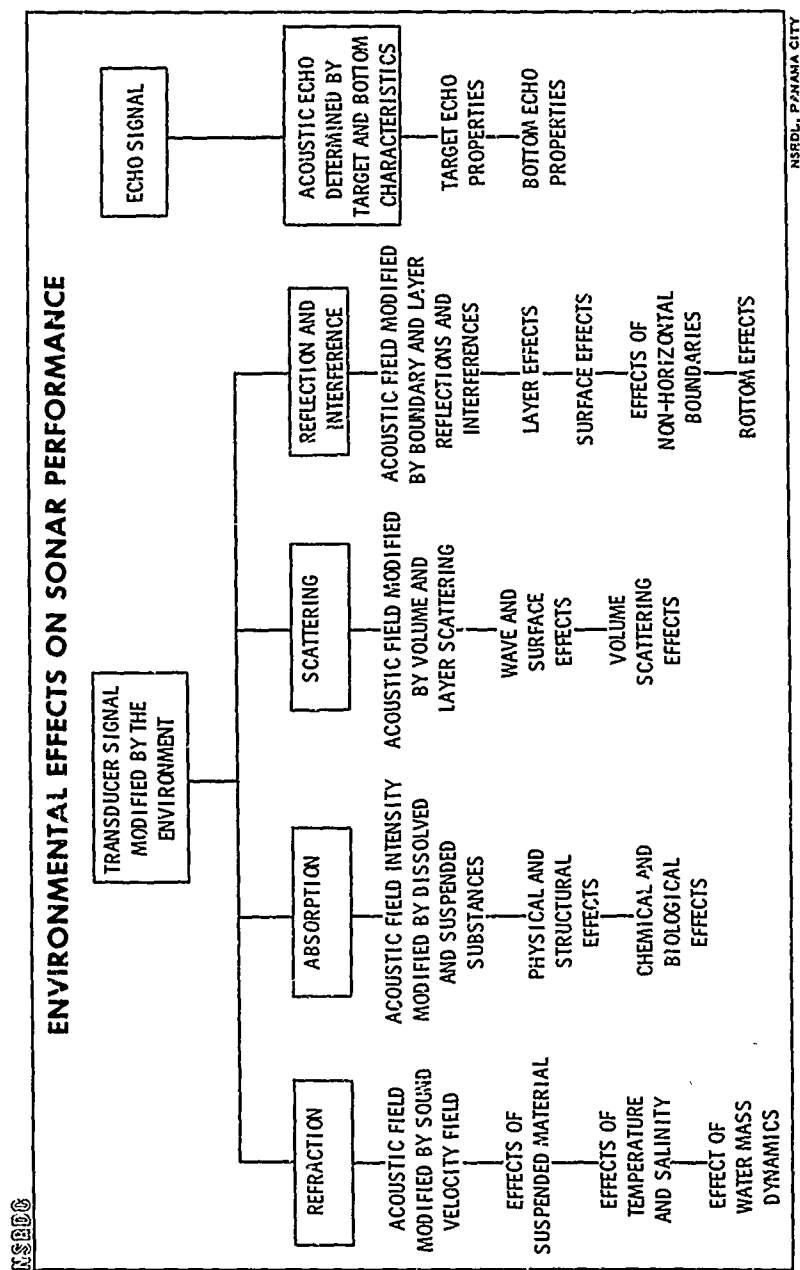 NSRDC
ENVIRONMENTAL EFFECTS ON SONAR PERFORMANCE
TRANSDUCER SIGNAL
MODIFIED BY THE
ENVIRONMENT
ECHO SIGNAL
REFRACTION
ACOUSTIC FIELD
MODIFIED BY SOUND
VELOCITY FIELD
EFFECTS OF
SUSPENDED MATERIAL
EFFECTS OF
TEMPERATURE
AND SALINITY
EFFECT OF
WATER MASS
DYNAMICS
ABSORPTION
ACOUSTIC FIELD INTENSITY
MODIFIED BY DISSOLVED
AND SUSPENDED
SUBSTANCES
PHYSICAL AND
STRUCTURAL
EFFECTS
CHEMICAL AND
BIOLOGICAL
EFFECTS
SCATTERING
ACOUSTIC FIELD MODIFIED
BY VOLUME AND
LAYER SCATTERING
WAVE AND
SURFACE
EFFECTS
VOLUME
SCATTERING
EFFECTS
REFLECTION AND
INTERFERENCE
ACOUSTIC FIELD MODIFIED
BY BOUNDARY AND LAYER
REFLECTIONS AND
INTERFERENCES
LAYER EFFECTS
SURFACE EFFECTS
EFFECTS OF
NON-HORIZONTAL
BOUNDARIES
BOTTOM EFFECTS
ACOUSTIC ECHO
DETERMINED BY
TARGET AND BOTTOM
CHARACTERISTICS
TARGET ECHO
PROPERTIES
BOTTOM ECHO
PROPERTIES
NSRDL, PANAMA CITY